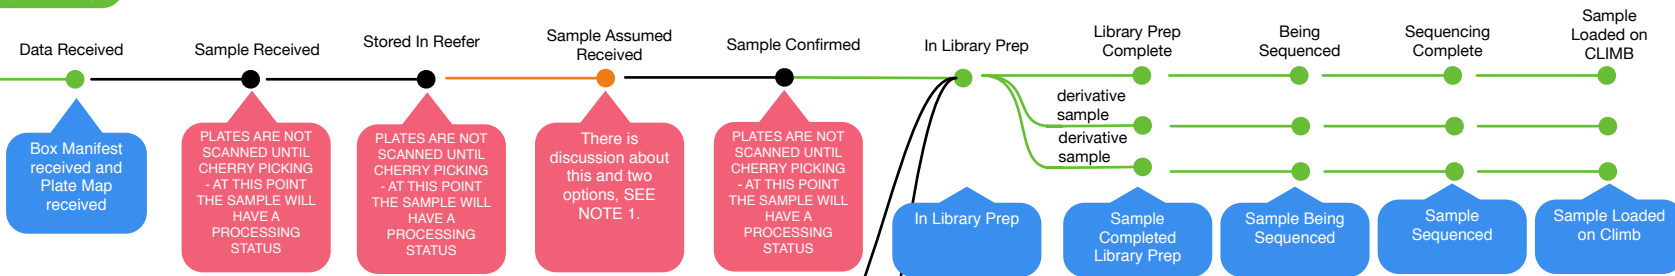 Data Received
Sample Received
Stored In Reefer
Sample Assumed
Received
Sample Confirmed
In Library Prep
Library Prep
Complete
Being
Sequenced
Sequencing
Complete
Sample
Loaded on
CLIMB
derivative
sample
derivative
sample
Box Manifest
received and
Plate Map
received
PLATES ARE NOT
SCANNED UNTIL
CHERRY PICKING
- AT THIS POINT
THE SAMPLE WILL
HAVE A
PROCESSING
STATUS
PLATES ARE NOT
SCANNED UNTIL
CHERRY PICKING
- AT THIS POINT
THE SAMPLE WILL
HAVE A
PROCESSING
STATUS
There is
discussion about
this and two
options, SEE
NOTE 1.
PLATES ARE NOT
SCANNED UNTIL
CHERRY PICKING
- AT THIS POINT
THE SAMPLE WILL
HAVE A
PROCESSING
STATUS
In Library Prep
Sample
Completed
Library Prep
Sample Being
Sequenced
Sample
Sequenced
Sample Loaded
on Climb